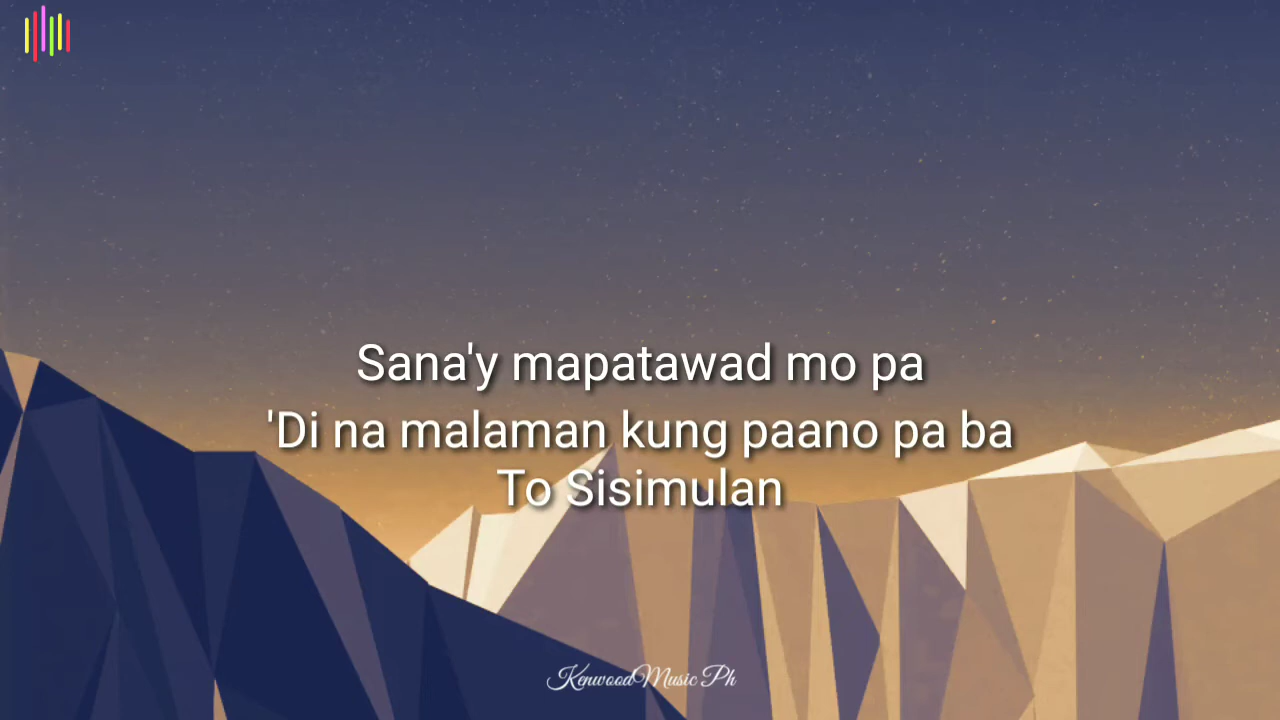 Sana'y mapatawad mo pa
'Di na malaman kung paano pa ba
To Sisimulan
KenwoodMusic Ph